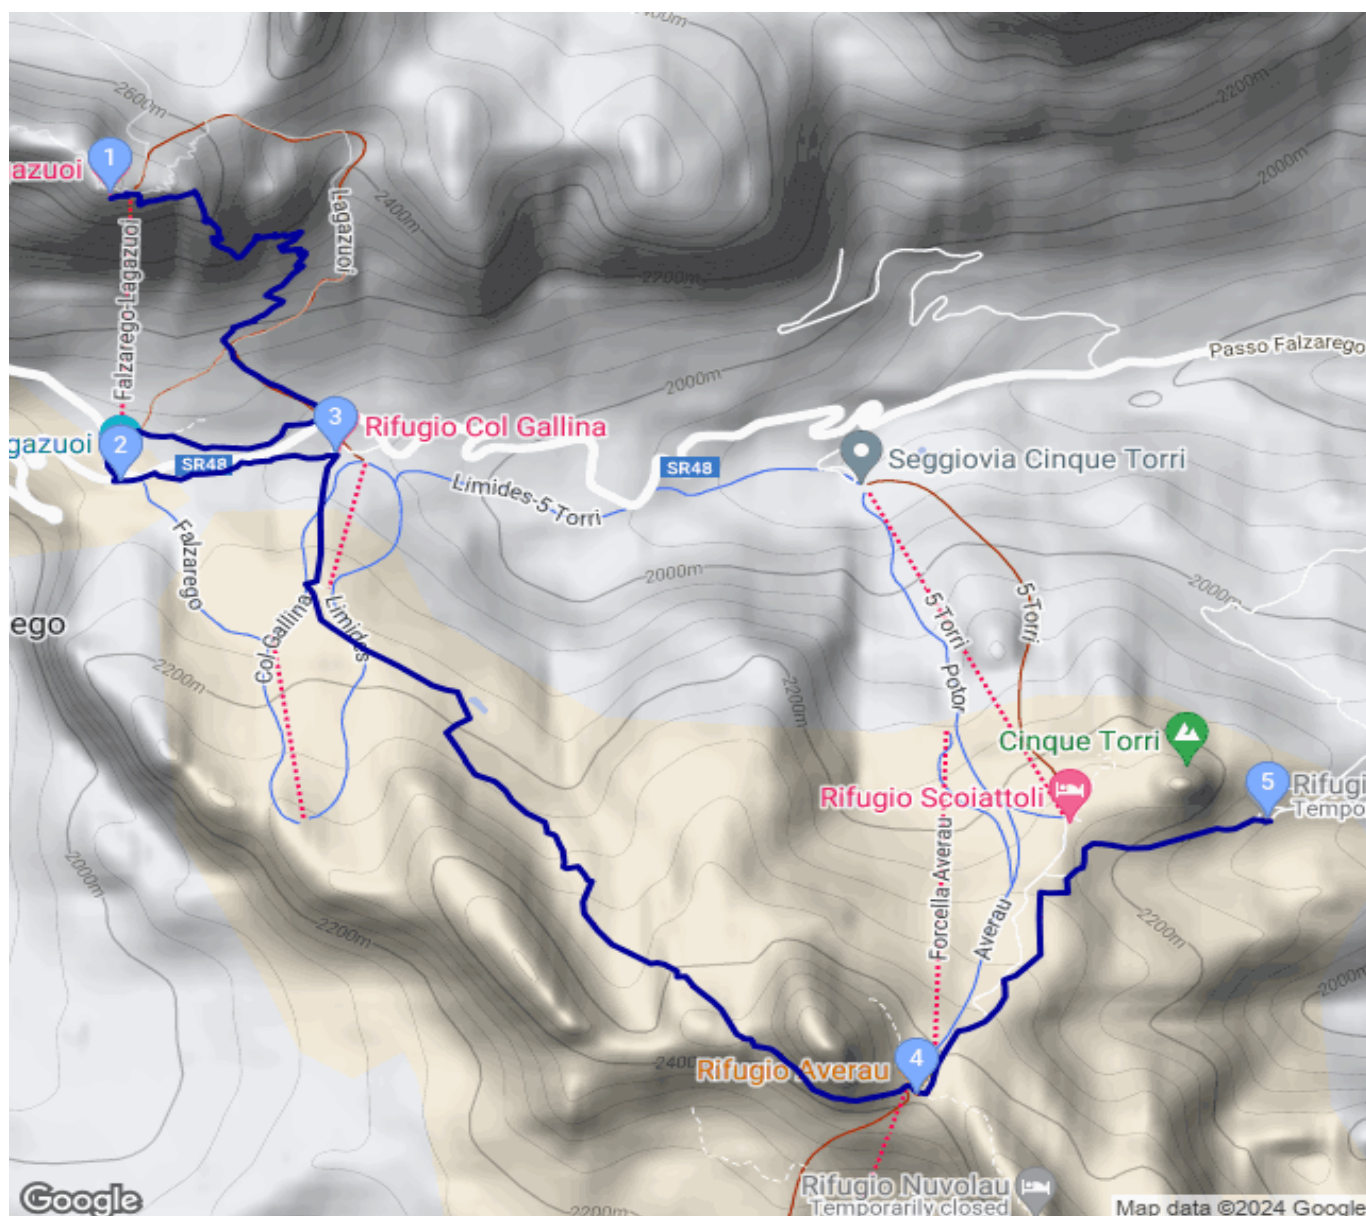 2400m
2600m
2200m
2000m
1
azuoi
Lagazuoi
2400m
Falzarego-Lagazuoi
2200m
Passo Falzarego
2000m
3
Rifugio Col Gallina
2
gazuoi
SR48
SR48
Seggiovia Cinque Torri
Limides-5 Torri
Falzarego
2000m
2000m
5 Torri
5 Torri
ego
Col Gallina
Limides
2200m
2200m
Potor
Cinque Torri
5
Rifugi
Tempo
Rifugio Scoiattoli
Forcella Averau
2000m
2200m
Averau
2200m
2000m
4
2400
Rifugio Averau
Rifugio Nuvolau
Temporarily closed
2200m
Google
Map data ©2024 Google